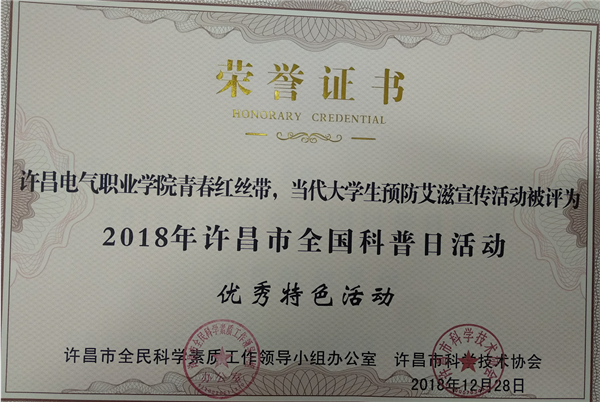 荣誉证书
HONORARY CREDENTIAL
许昌电气职业学院青春红丝带，当代大学生预防艾滋宣传活动被评为
2018年许昌市全国科普日活动
优秀特色活动
许昌市全民科学素质工作领导小组办公室 许昌市科学技术协会
2018年12月28日
办公室